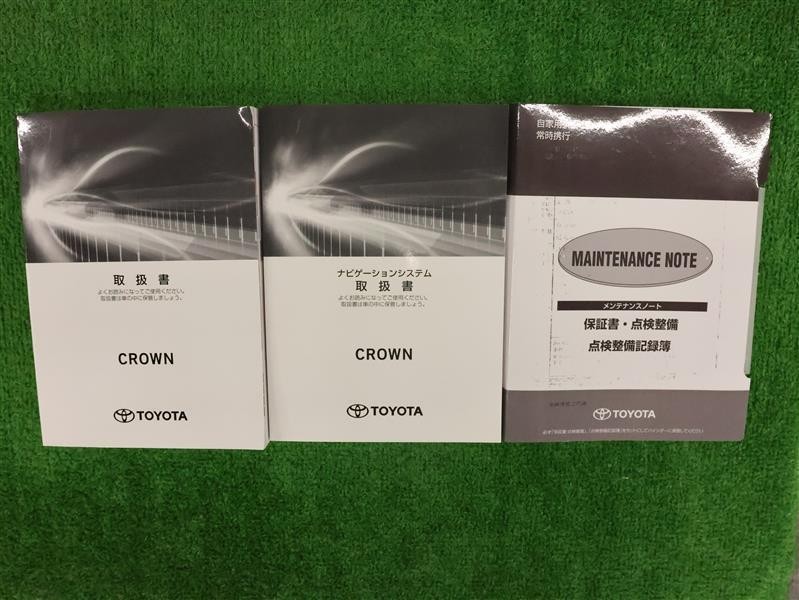 取扱書
よくお読みになってご使用ください。
取扱書は車の中に保管しましょう。
CROWN
TOYOTA
ナビゲーションシステム
取扱書
よくお読みになってご使用ください。
取扱書は車の中に保管しましょう。
CROWN
TOYOTA
自家用
常時携行
MAINTENANCE NOTE
メンテナンスノート
保証書・点検整備
点検整備記録簿
TOYOTA